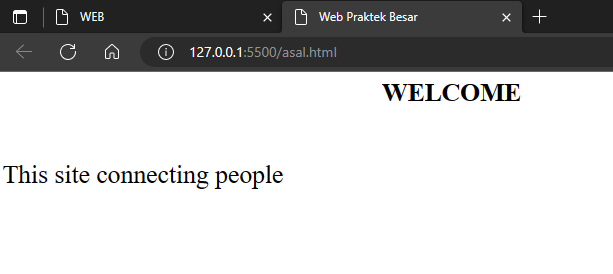 WEB
Web Praktek Besar
127.0.0.1:5500/asal.html
WELCOME
This site connecting people